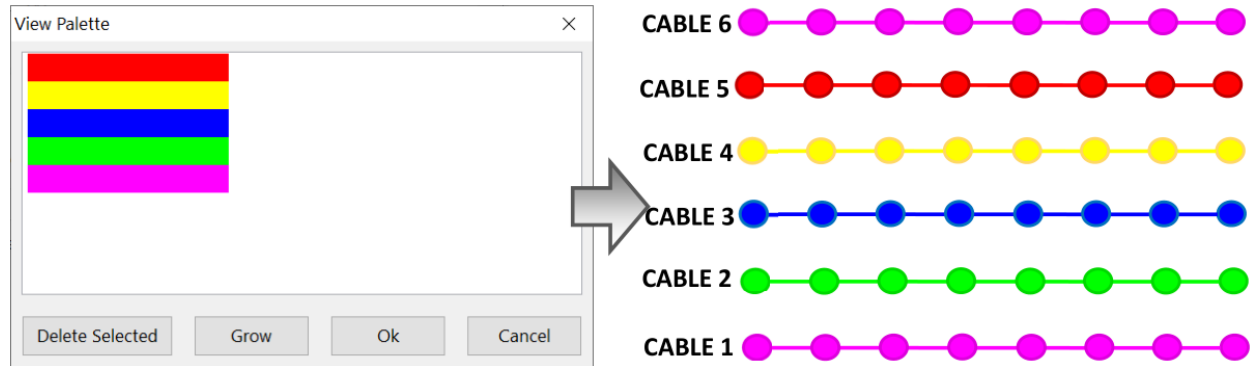 View Palette
Delete Selected
Grow
Ok
Cancel
CABLE 6
CABLE 5
CABLE 4
CABLE 3
CABLE 2
CABLE 1